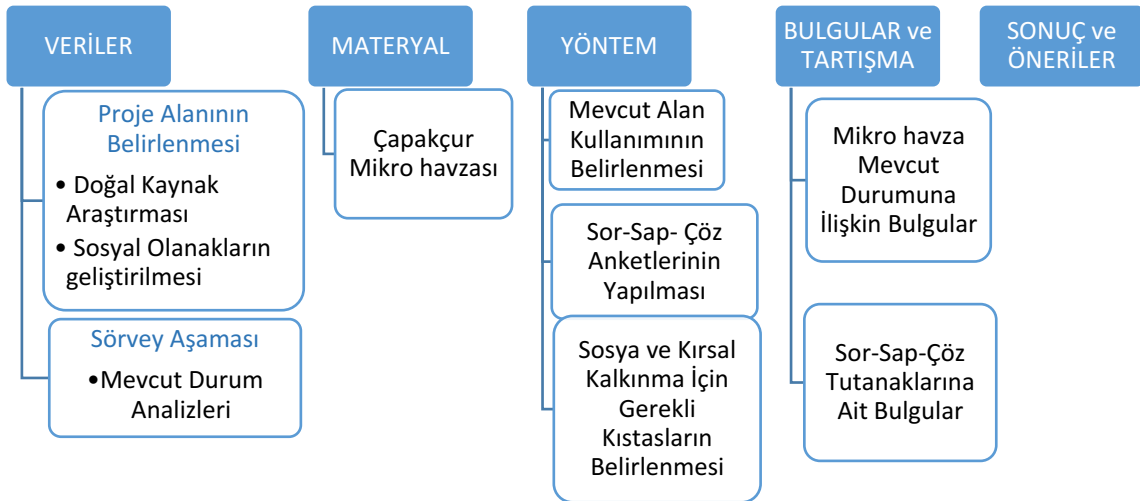 VERİLER
Proje Alanının
Belirlenmesi
• Doğal Kaynak
Araştırması
• Sosyal Olanakların
geliştirilmesi
Sörvey Aşaması
•Mevcut Durum
Analizleri
MATERYAL
Çapakçur
Mikro havzası
YÖNTEM
Mevcut Alan
Kullanımının
Belirlenmesi
Sor-Sap- Çöz
Anketlerinin
Yapılması
Sosya ve Kırsal
Kalkınma İçin
Gerekli
Kıstasların
Belirlenmesi
BULGULAR ve
TARTIŞMA
Mikro havza
Mevcut
Durumuna
İlişkin Bulgular
Sor-Sap-Çöz
Tutanaklarına
Ait Bulgular
SONUÇ ve
ÖNERİLER